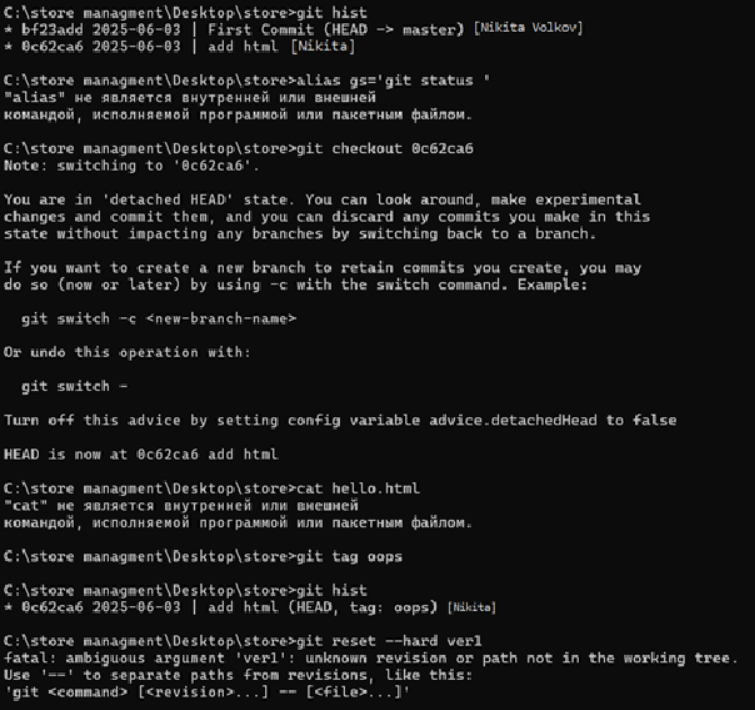 C:\store managment\Desktop\store>git hist
* bf23add 2025-06-03 | First Commit (HEAD -> master) [Nikita Volkov]
* 0c62ca6 2025-06-03 | add html [Nikita]
C:\store managment\Desktop\store>alias gs='git status '
"alias" не является внутренней или внешней
командой, исполняемой программой или пакетным файлом.
C:\store managment\Desktop\store>git checkout 0c62ca6
Note: switching to '0c62ca6'.
You are in 'detached HEAD' state. You can look around, make experimental
changes and commit them, and you can discard any commits you make in this
state without impacting any branches by switching back to a branch.
If you want to create a new branch to retain commits you create, you may
do so (now or later) by using -c with the switch command. Example:
git switch -c <new-branch-name>
Or undo this operation with:
git switch -
Turn off this advice by setting config variable advice.detachedHead to false
HEAD is now at 0c62ca6 add html
C:\store managment\Desktop\store>cat hello.html
"cat" не является внутренней или внешней
командой, исполняемой программой или пакетным файлом.
C:\store managment\Desktop\store>git tag oops
C:\store managment\Desktop\store>git hist
* 0c62ca6 2025-06-03 | add html (HEAD, tag: oops) [Nikita]
C:\store managment\Desktop\store>git reset --hard ver1
fatal: ambiguous argument 'ver1': unknown revision or path not in the working tree.
Use '--' to separate paths from revisions, like this:
'git <command> [<revision>...] -- [<file>...]'